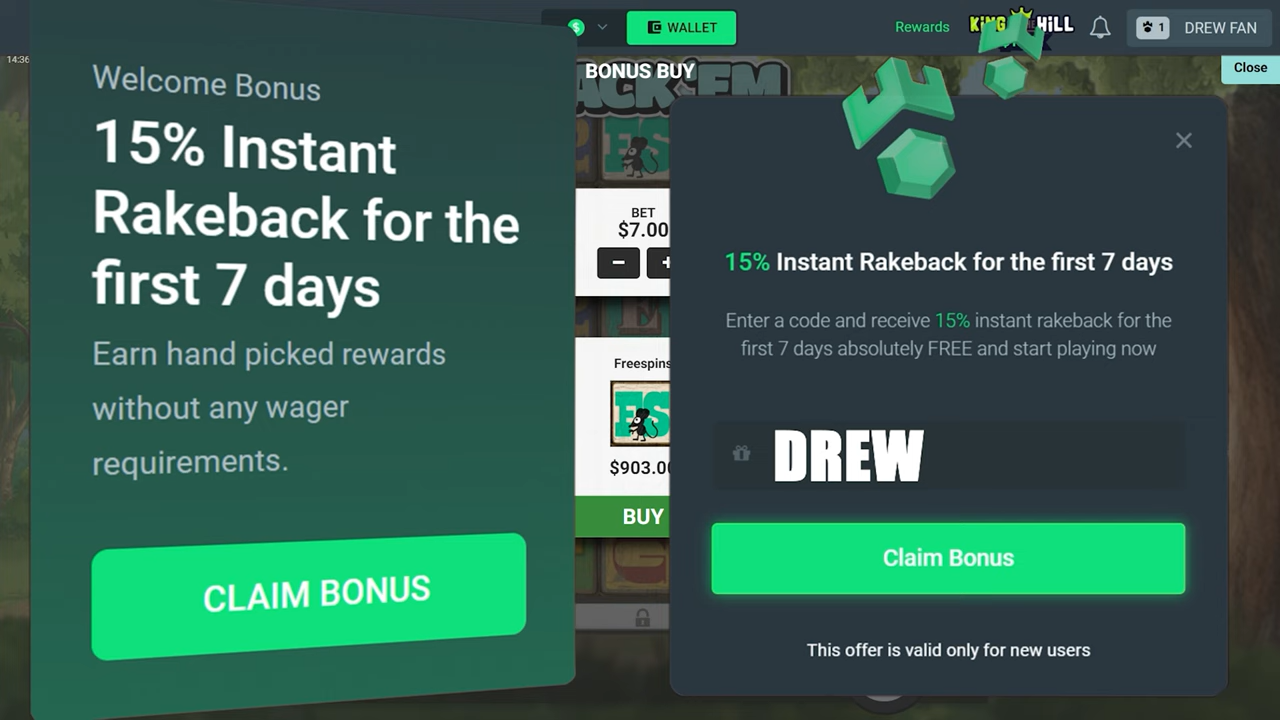 WALLET
Rewards
KING HILL
1
DREW FAN
14:36
Close
BONUS BUY
ACK'EM
Welcome Bonus
15% Instant
Rakeback for the
first 7 days
Earn hand picked rewards
without any wager
requirements.
CLAIM BONUS
BET
$7.00
Freespins
FS
$903.00
BUY
15% Instant Rakeback for the first 7 days
Enter a code and receive 15% instant rakeback for the
first 7 days absolutely FREE and start playing now
DREW
Claim Bonus
This offer is valid only for new users